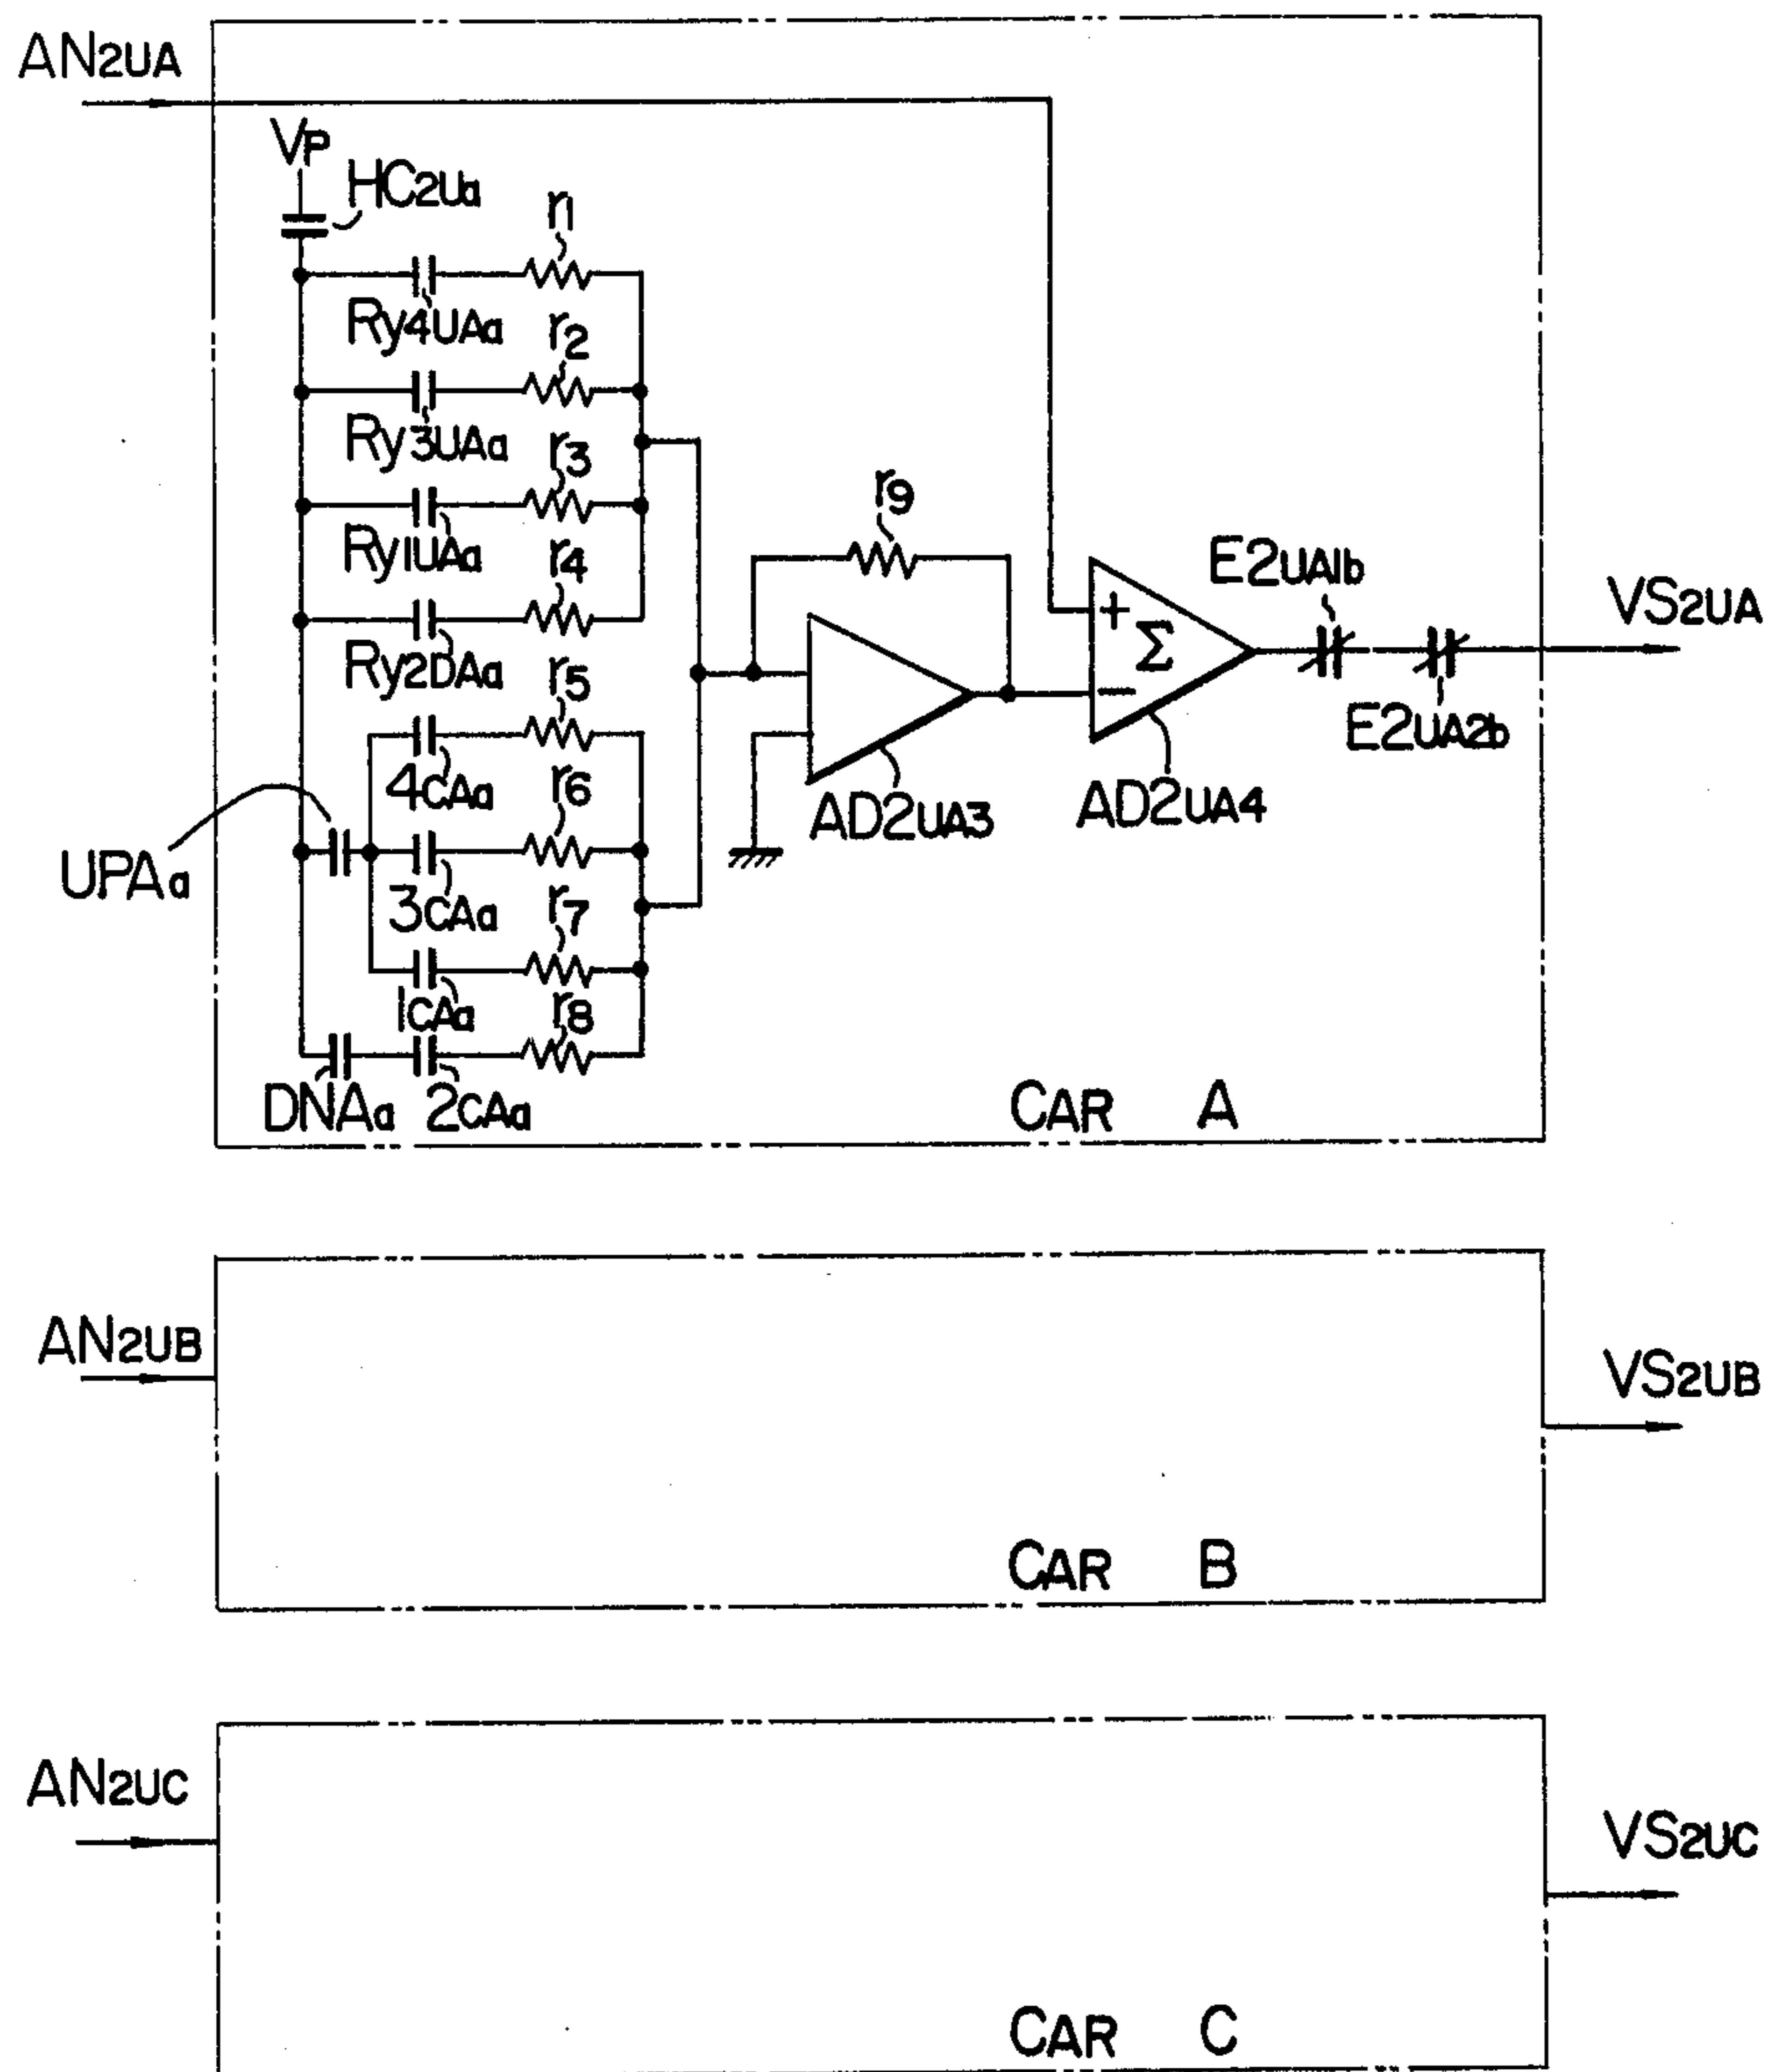 AN2UA
VP
HC2Ua
r1
Ry4UAa
r2
Ry3UAa
r3
Ry1UAa
r4
Ry2DAa
r5
4CAa
r6
UPAa
3CAa
r7
1CAa
r8
DNAa 2CAa
r9
AD2UA3
+
Σ
−
AD2UA4
E2UA1b
E2UA2b
VS2UA
CAR A
AN2UB
VS2UB
CAR B
AN2UC
VS2UC
CAR C